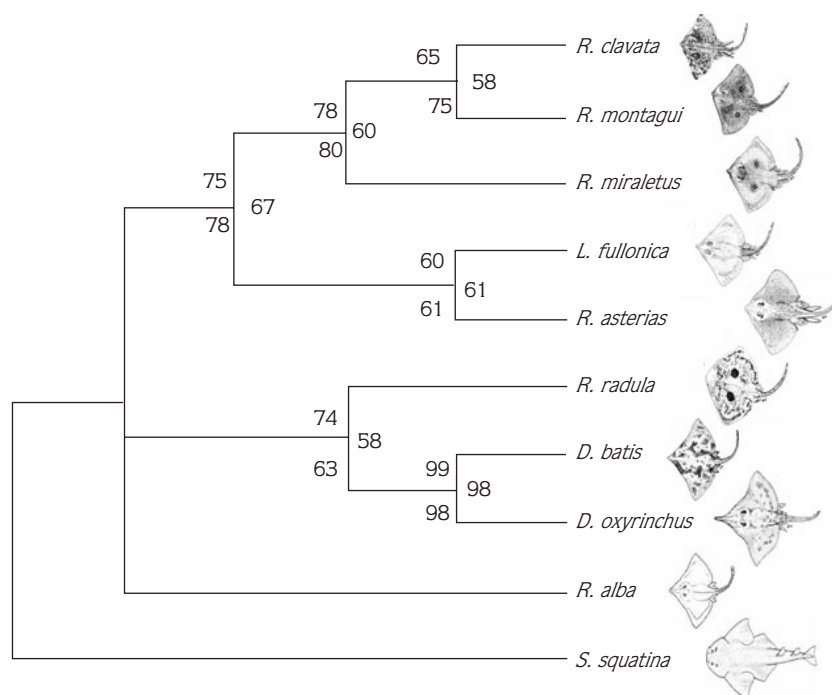 65
R. clavata
58
75
R. montagui
78
60
80
R. miraletus
75
67
78
60
L. fullonica
61
61
R. asterias
R. radula
74
58
63
99
D. batis
98
98
D. oxyrinchus
R. alba
S. squatina